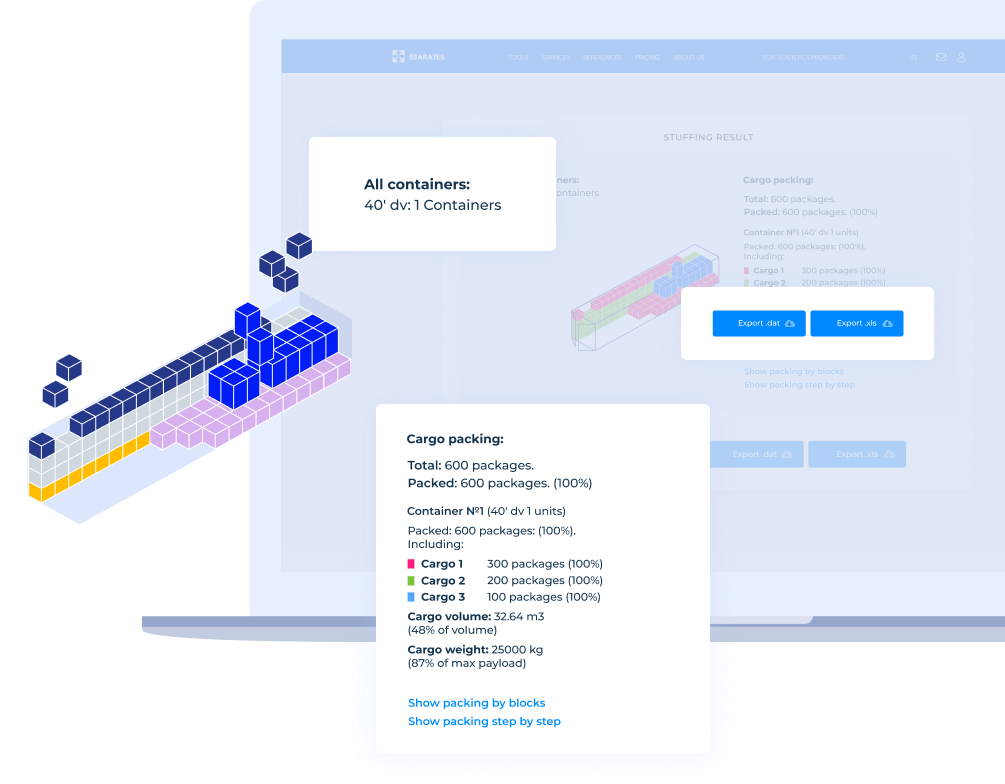 SEARATES
TOOLS SERVICES REFERENCES PRICING ABOUT US FOR LOGISTICS PROVIDERS US
STUFFING RESULT
All containers:
40' dv: 1 Containers
ners:
ontainers
Cargo packing:
Total: 600 packages.
Packed: 600 packages. (100%)
Container №1 (40' dv 1 units)
Packed: 600 packages: (100%).
Including:
Cargo 1 300 packages (100%)
Cargo 2 200 packages (100%)
Export .dat Export .xls
Show packing by blocks
Show packing step by step
Export .dat Export .xls
Cargo packing:
Total: 600 packages.
Packed: 600 packages. (100%)
Container №1 (40' dv 1 units)
Packed: 600 packages: (100%).
Including:
Cargo 1 300 packages (100%)
Cargo 2 200 packages (100%)
Cargo 3 100 packages (100%)
Cargo volume: 32.64 m3
(48% of volume)
Cargo weight: 25000 kg
(87% of max payload)
Show packing by blocks
Show packing step by step